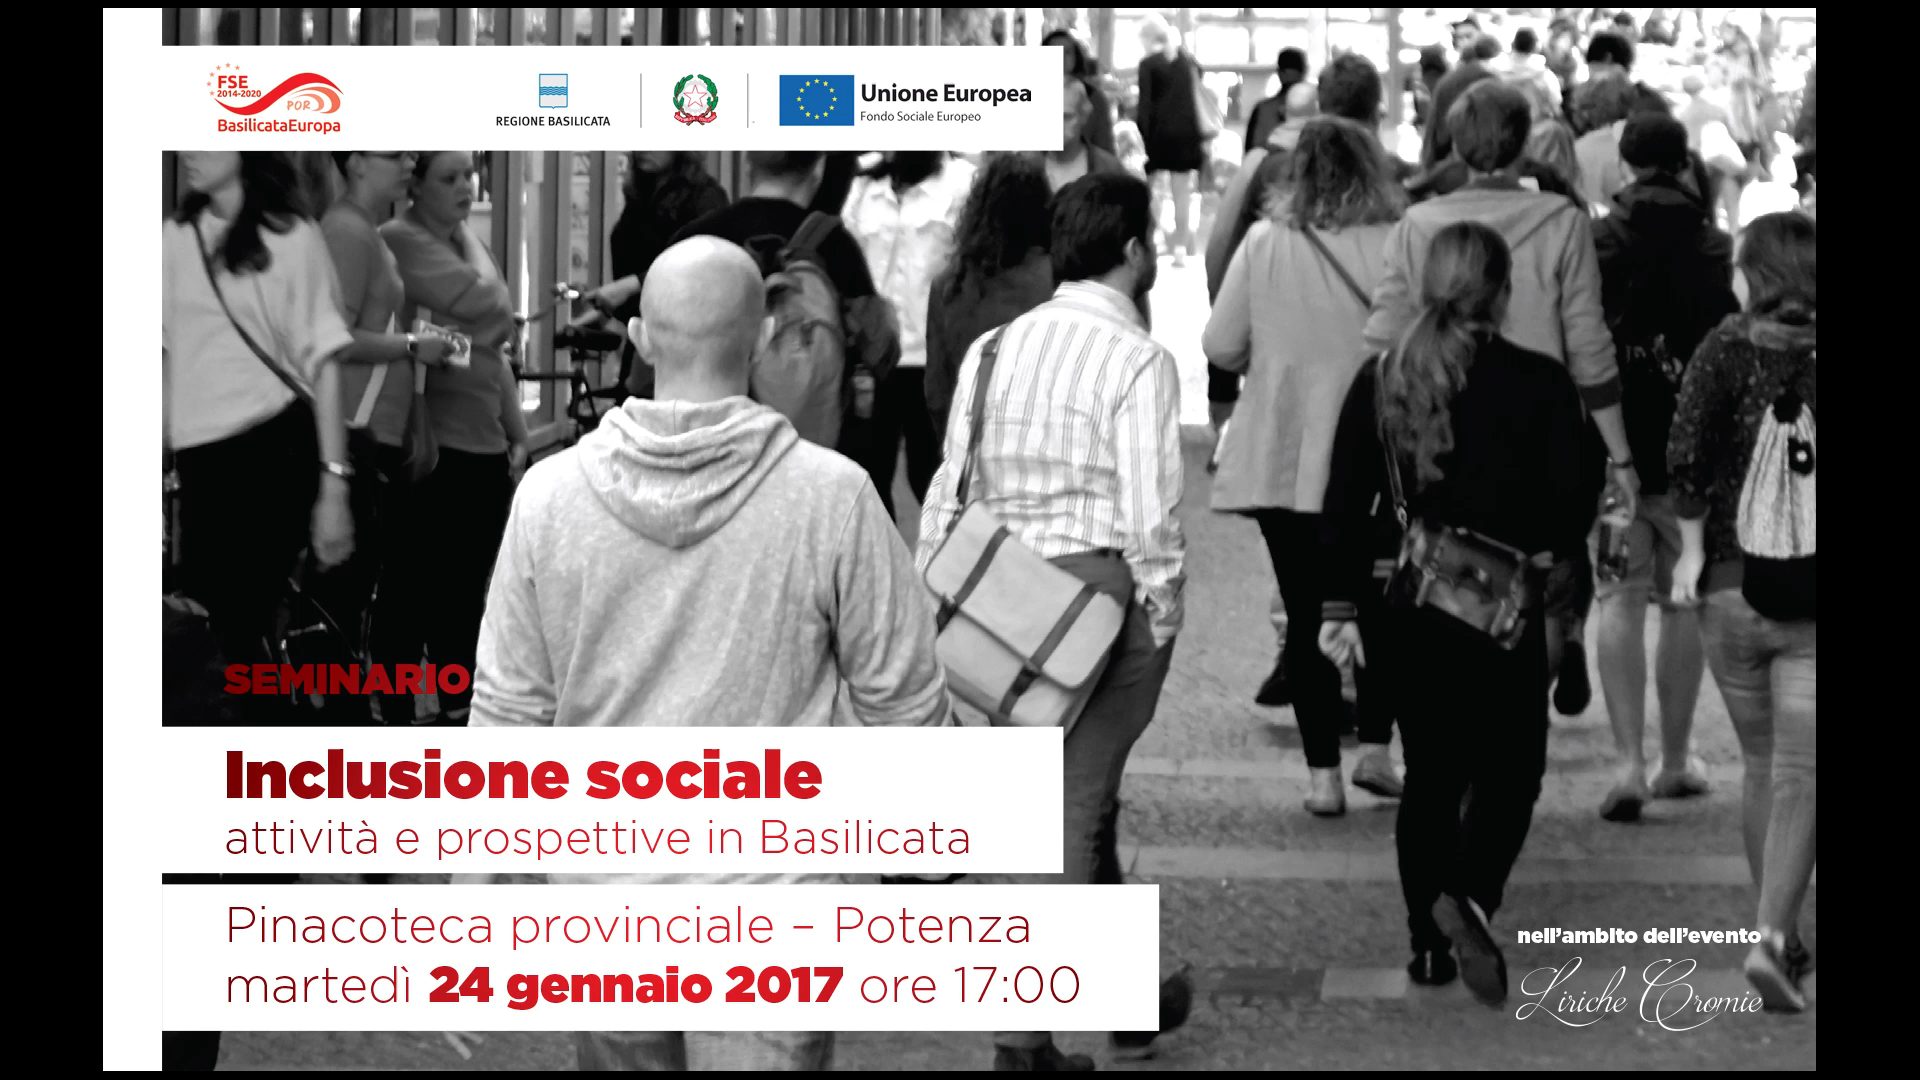 FSE
2014-2020
POR
BasilicataEuropa
REGIONE BASILICATA
Unione Europea
Fondo Sociale Europeo
SEMINARIO
Inclusione sociale
attività e prospettive in Basilicata
Pinacoteca provinciale – Potenza
martedì 24 gennaio 2017 ore 17:00
nell'ambito dell'evento
Liriche Cromie